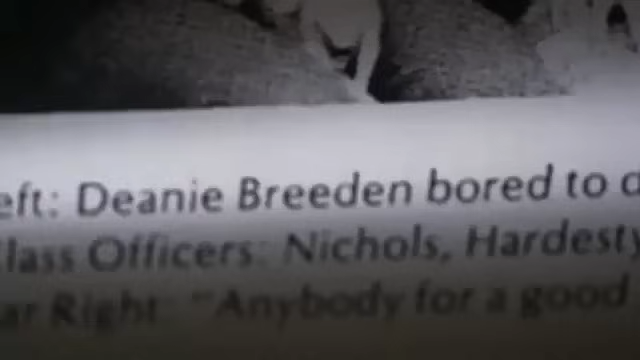 eft: Deanie Breeden bored to d
lass Officers: Nichols, Hardesty
ar Right: "Anybody for a good